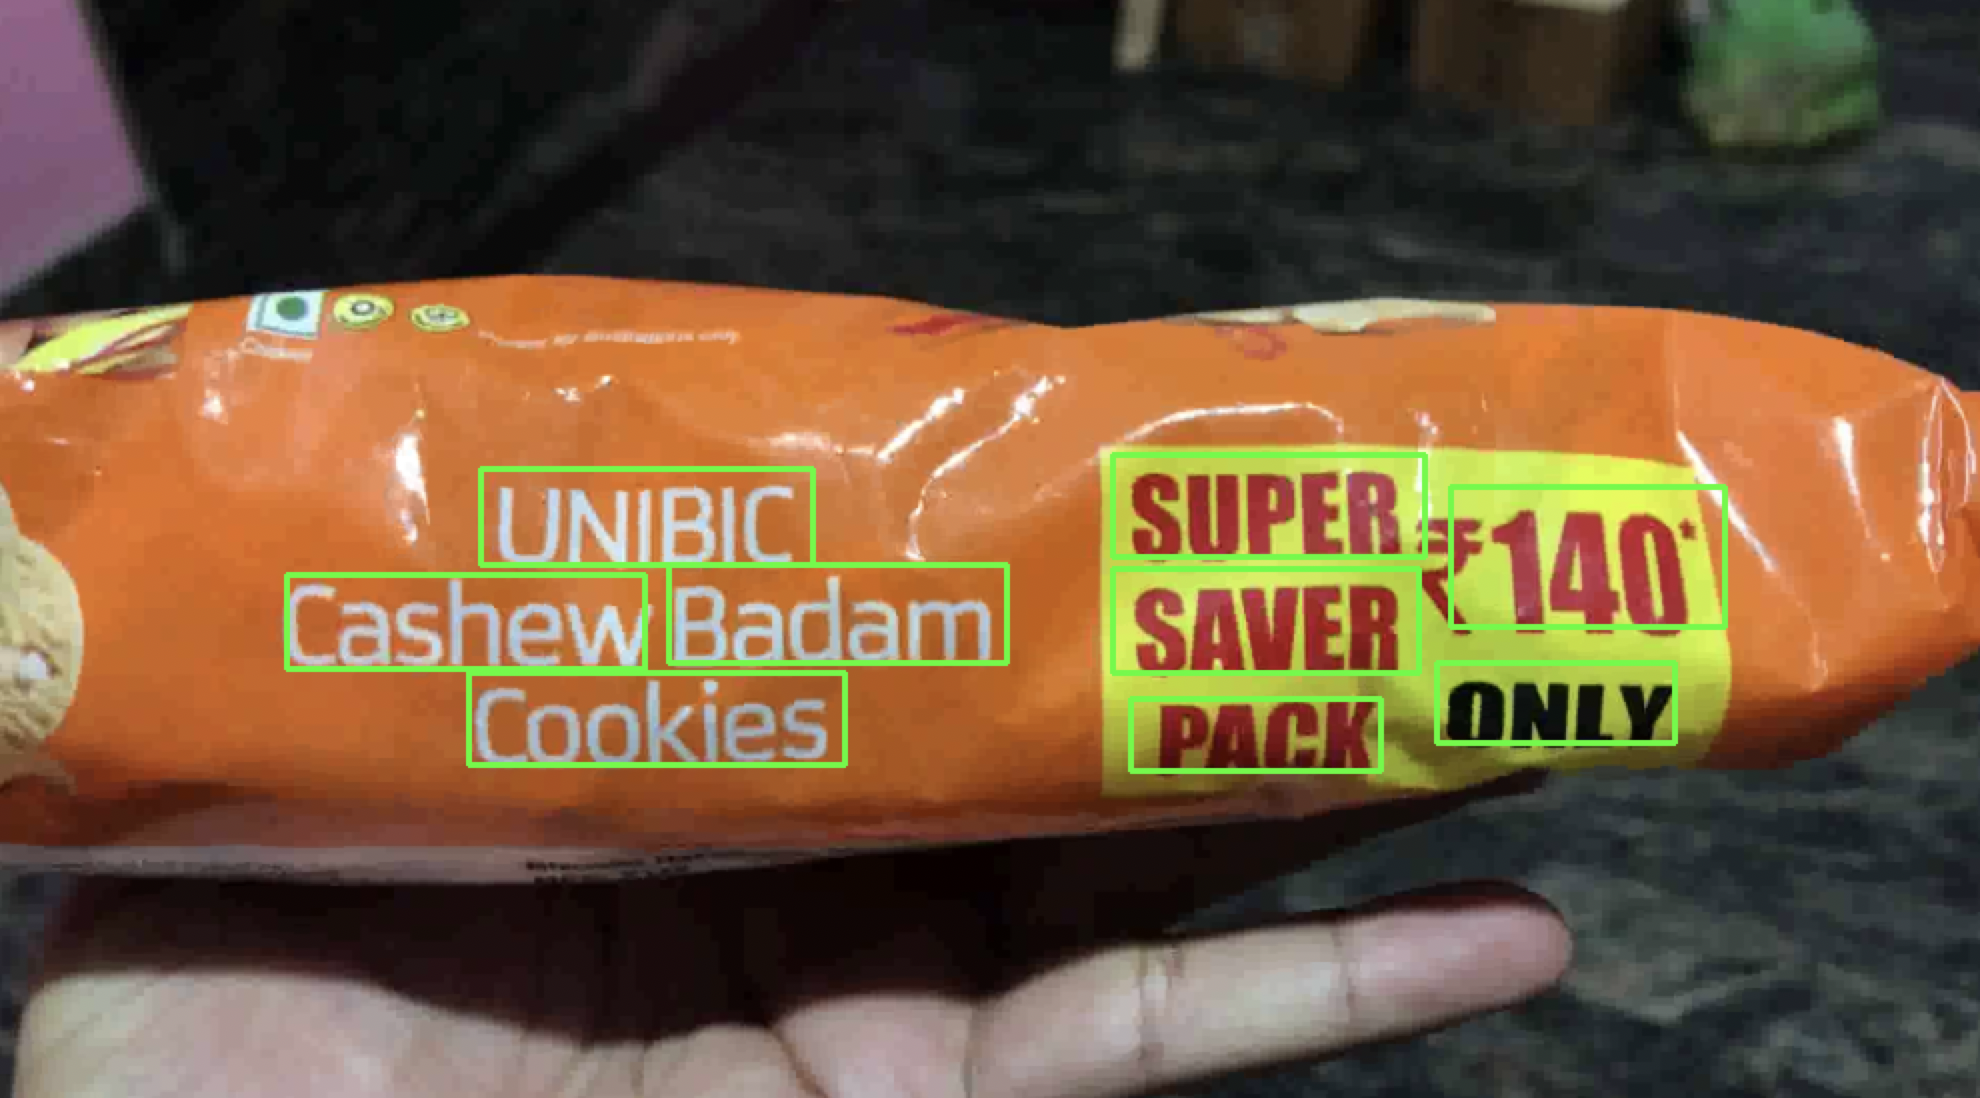 UNIBIC
Cashew Badam
Cookies
SUPER
SAVER
PACK
₹140*
ONLY